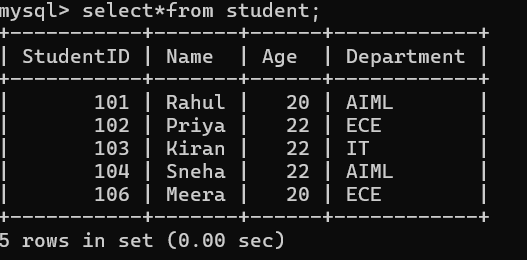 mysql> select*from student;
+-----------+-------+------+------------+
| StudentID | Name  | Age  | Department |
+-----------+-------+------+------------+
|       101 | Rahul |   20 | AIML       |
|       102 | Priya |   22 | ECE        |
|       103 | Kiran |   22 | IT         |
|       104 | Sneha |   22 | AIML       |
|       106 | Meera |   20 | ECE        |
+-----------+-------+------+------------+
5 rows in set (0.00 sec)